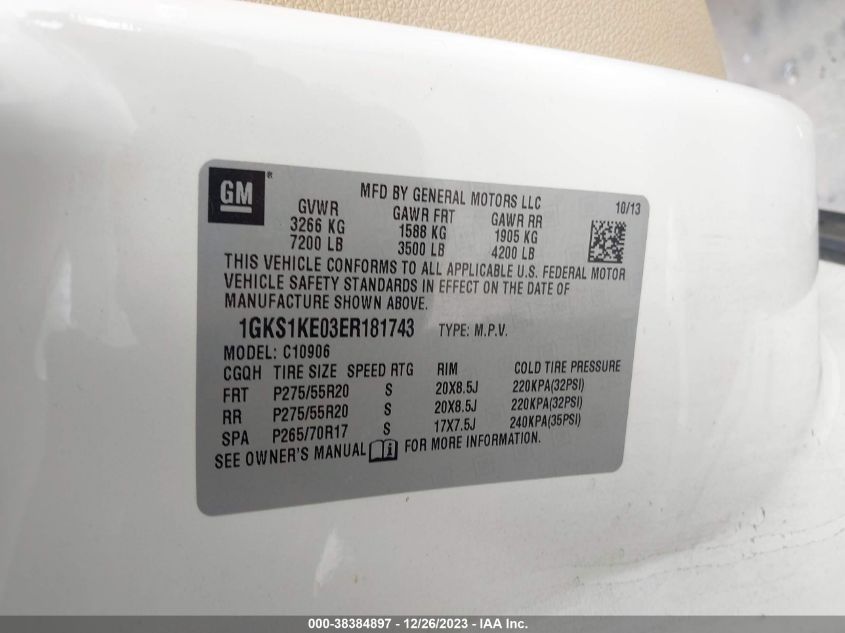 GM®
MFD BY GENERAL MOTORS LLC
10/13
GVWR GAWR FRT GAWR RR
3266 KG 1588 KG 1905 KG
7200 LB 3500 LB 4200 LB
THIS VEHICLE CONFORMS TO ALL APPLICABLE U.S. FEDERAL MOTOR
VEHICLE SAFETY STANDARDS IN EFFECT ON THE DATE OF
MANUFACTURE SHOWN ABOVE.
1GKS1KE03ER181743 TYPE: M.P.V.
MODEL: C10906
CGQH TIRE SIZE SPEED RTG RIM COLD TIRE PRESSURE
FRT P275/55R20 S 20X8.5J 220KPA(32PSI)
RR P275/55R20 S 20X8.5J 220KPA(32PSI)
SPA P265/70R17 S 17X7.5J 240KPA(35PSI)
SEE OWNER'S MANUAL i FOR MORE INFORMATION.
000-38384897 - 12/26/2023 - IAA Inc.